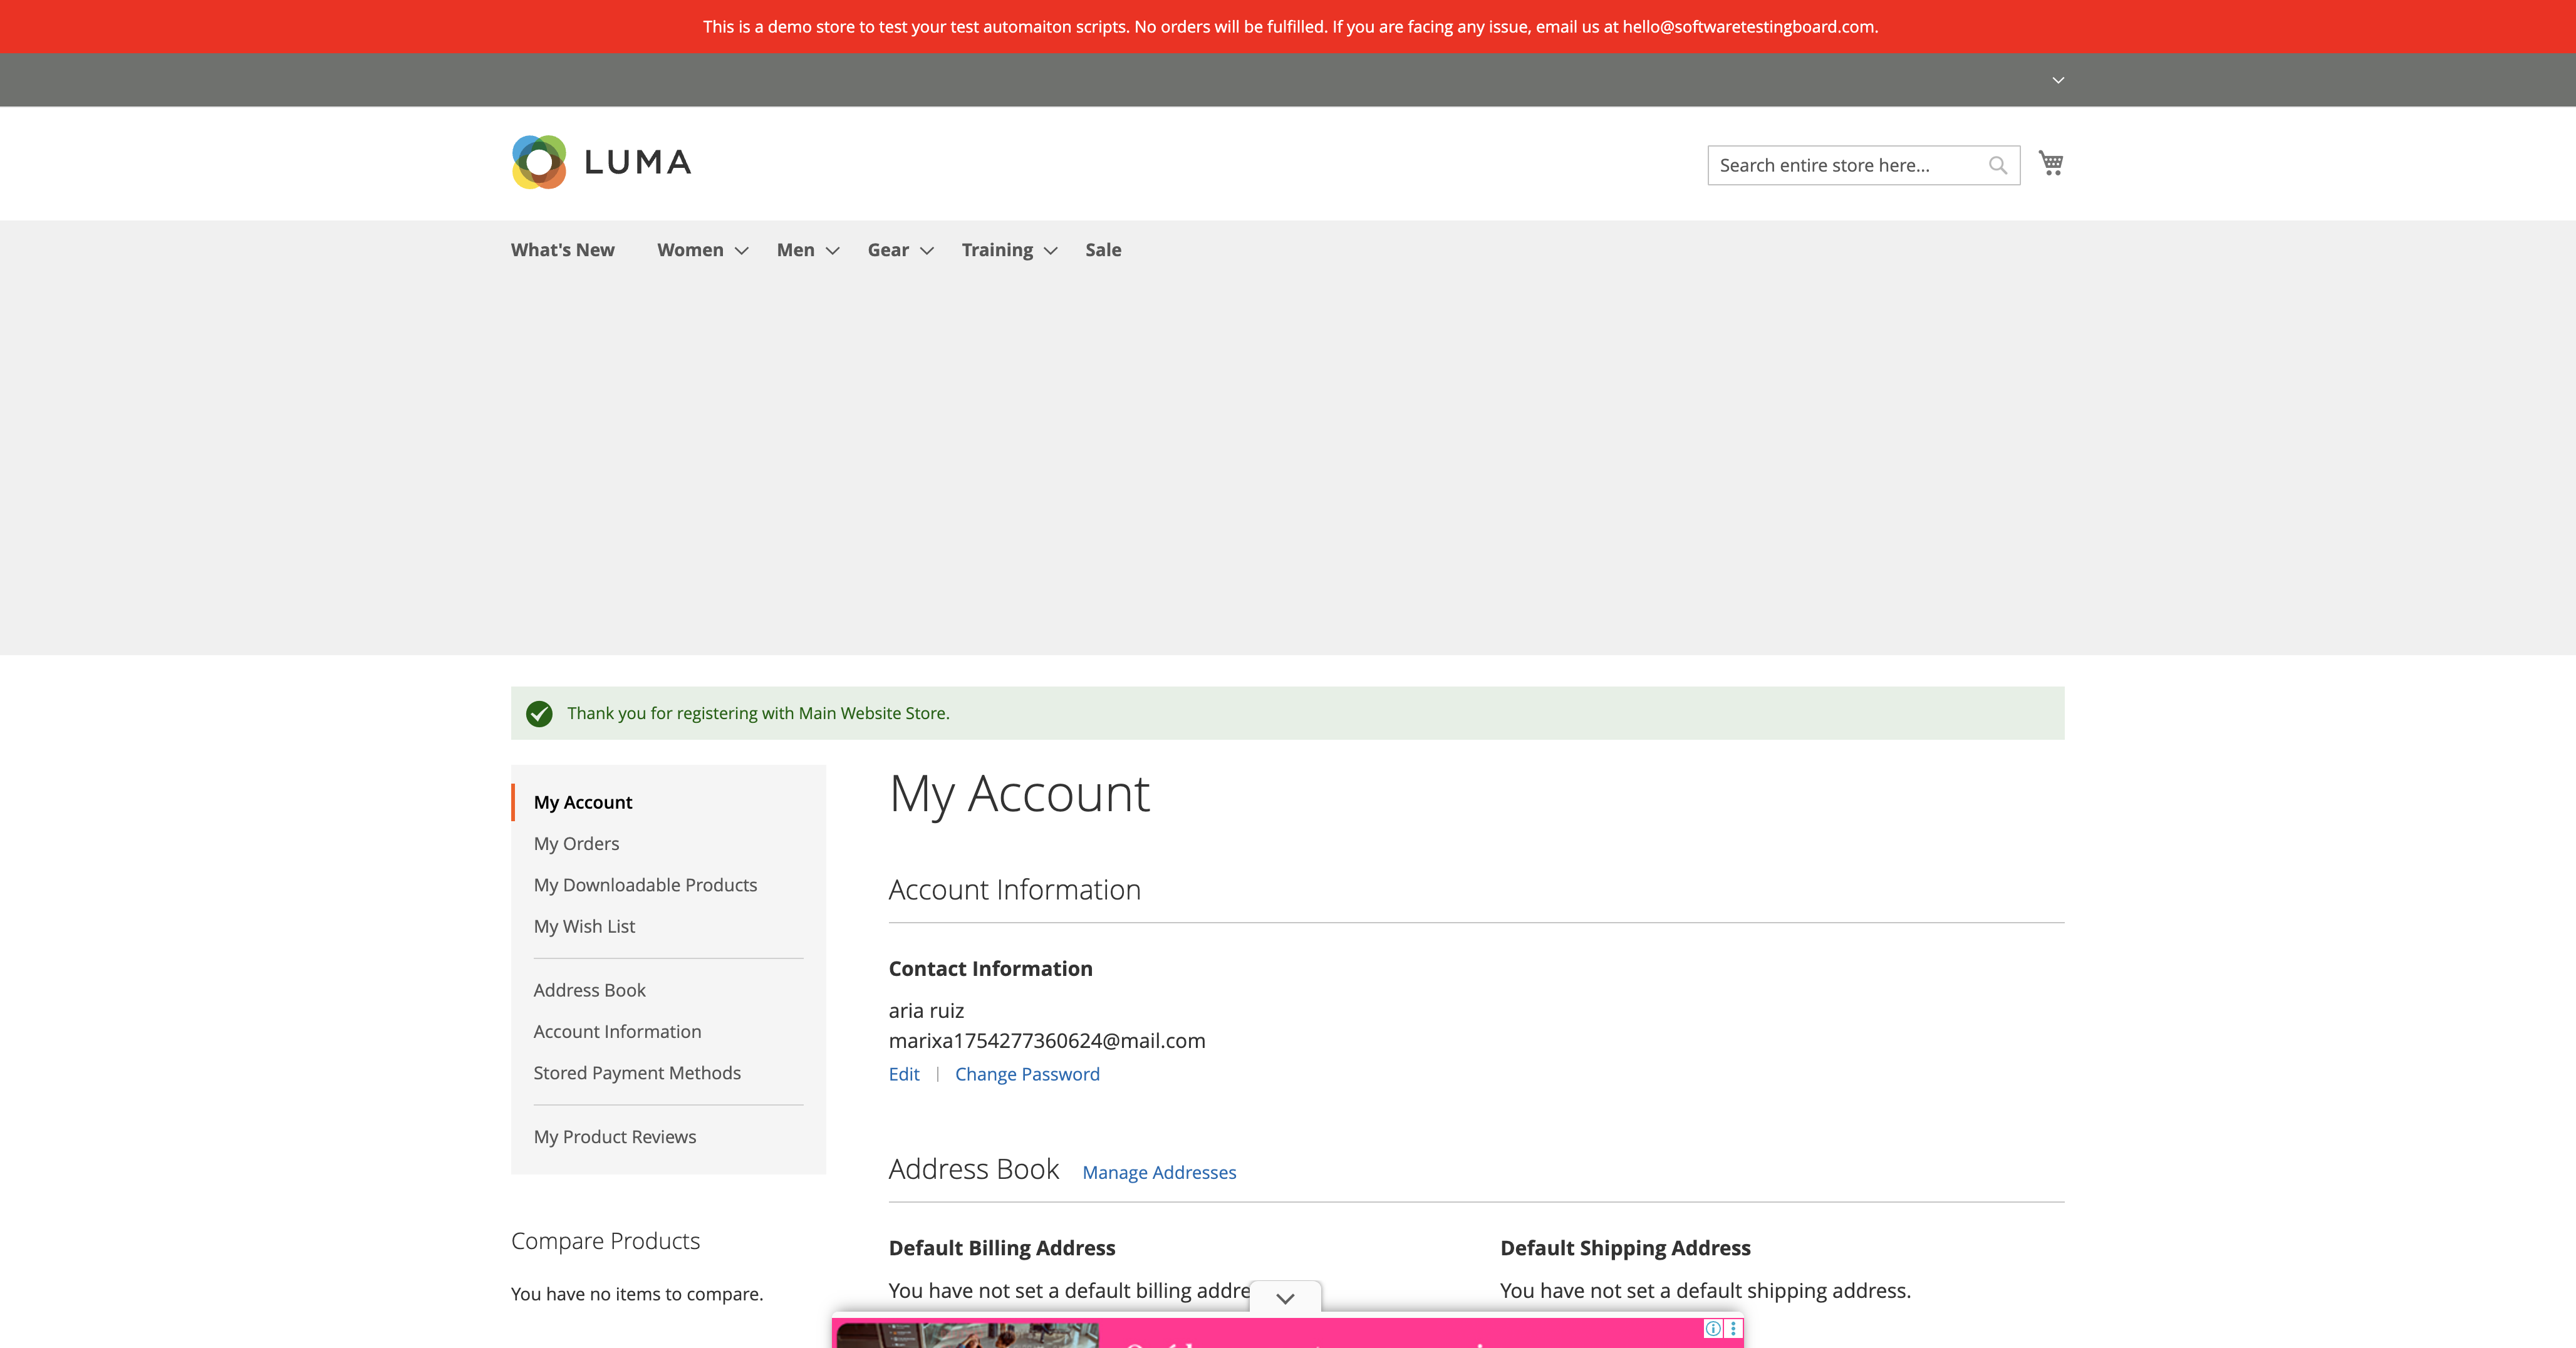 This is a demo store to test your test automaiton scripts. No orders will be fulfilled. If you are facing any issue, email us at hello@softwaretestingboard.com.
LUMA
Search entire store here...
What's New
Women
Men
Gear
Training
Sale
Thank you for registering with Main Website Store.
My Account
My Orders
My Downloadable Products
My Wish List
Address Book
Account Information
Stored Payment Methods
My Product Reviews
Compare Products
You have no items to compare.
My Account
Account Information
Contact Information
aria ruiz
marixa1754277360624@mail.com
Edit | Change Password
Address Book Manage Addresses
Default Billing Address
You have not set a default billing addre
Default Shipping Address
You have not set a default shipping address.